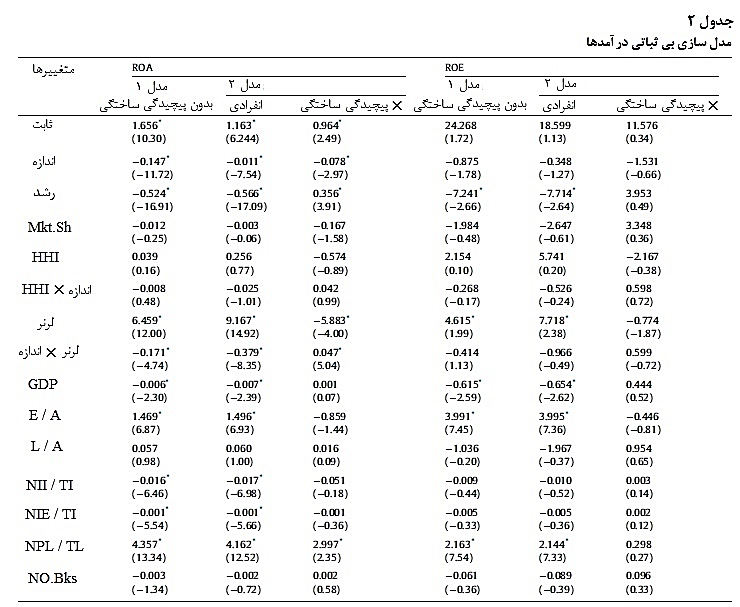 جدول ۲
مدل سازی بی ثباتی در آمدها
متغییرها ROA ROE
مدل ۱ مدل ۲ مدل ۱ مدل ۲
بدون پیچیدگی ساختگی انفرادی × پیچیدگی ساختگی بدون پیچیدگی ساختگی انفرادی × پیچیدگی ساختگی
ثابت 1.656* 1.163* 0.964* 24.268 18.599 11.576
(10.30) (6.244) (2.49) (1.72) (1.13) (0.34)
اندازه −0.147* −0.011* −0.078* −0.875 −0.348 −1.531
(−11.72) (−7.54) (−2.97) (−1.78) (−1.27) (−0.66)
رشد −0.524* −0.566* 0.356* −7.241* −7.714* 3.953
(−16.91) (−17.09) (3.91) (−2.66) (−2.64) (0.49)
Mkt.Sh −0.012 −0.003 −0.167 −1.984 −2.647 3.348
(−0.25) (−0.06) (−1.58) (−0.48) (−0.61) (0.36)
HHI 0.039 0.256 −0.574 2.154 5.741 −2.167
(0.16) (0.77) (−0.89) (0.10) (0.20) (−0.38)
HHI × اندازه −0.008 −0.025 0.042 −0.268 −0.526 0.598
(0.48) (−1.01) (0.99) (−0.17) (−0.24) (0.72)
لرنر 6.459* 9.167* −5.883* 4.615* 7.718* −0.774
(12.00) (14.92) (−4.00) (1.99) (2.38) (−1.87)
لرنر × اندازه −0.171* −0.379* 0.047* −0.414 −0.966 0.599
(−4.74) (−8.35) (5.04) (1.13) (−0.49) (−0.72)
GDP −0.006* −0.007* 0.001 −0.615* −0.654* 0.444
(−2.30) (−2.39) (0.07) (−2.59) (−2.62) (0.52)
E / A 1.469* 1.496* −0.859 3.991* 3.995* −0.446
(6.87) (6.93) (−1.44) (7.45) (7.36) (−0.81)
L / A 0.057 0.060 0.016 −1.036 −1.967 0.954
(0.98) (1.00) (0.09) (−0.20) (−0.37) (0.65)
NII / TI −0.016* −0.017* −0.051 −0.009 −0.010 0.003
(−6.46) (−6.98) (−0.18) (−0.44) (−0.52) (0.14)
NIE / TI −0.001* −0.001* −0.001 −0.005 −0.005 0.002
(−5.54) (−5.66) (−0.36) (−0.33) (−0.36) (0.12)
NPL / TL 4.357* 4.162* 2.997* 2.163* 2.144* 0.298
(13.34) (12.52) (2.35) (7.54) (7.33) (0.27)
NO.Bks −0.003 −0.002 0.002 −0.061 −0.089 0.096
(−1.34) (−0.72) (0.58) (−0.36) (−0.39) (0.33)